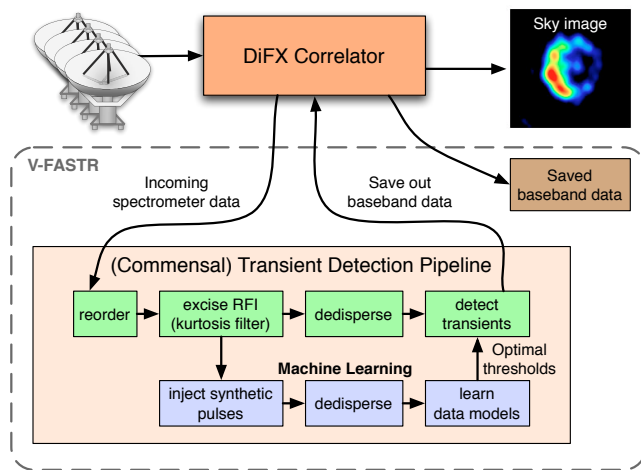 Sky image
DiFX Correlator
V-FASTR
Incoming
spectrometer data
Save out
baseband data
Saved
baseband data
(Commensal) Transient Detection Pipeline
reorder
excise RFI
(kurtosis filter)
dedisperse
detect
transients
Optimal
thresholds
Machine Learning
inject synthetic
pulses
dedisperse
learn
data models